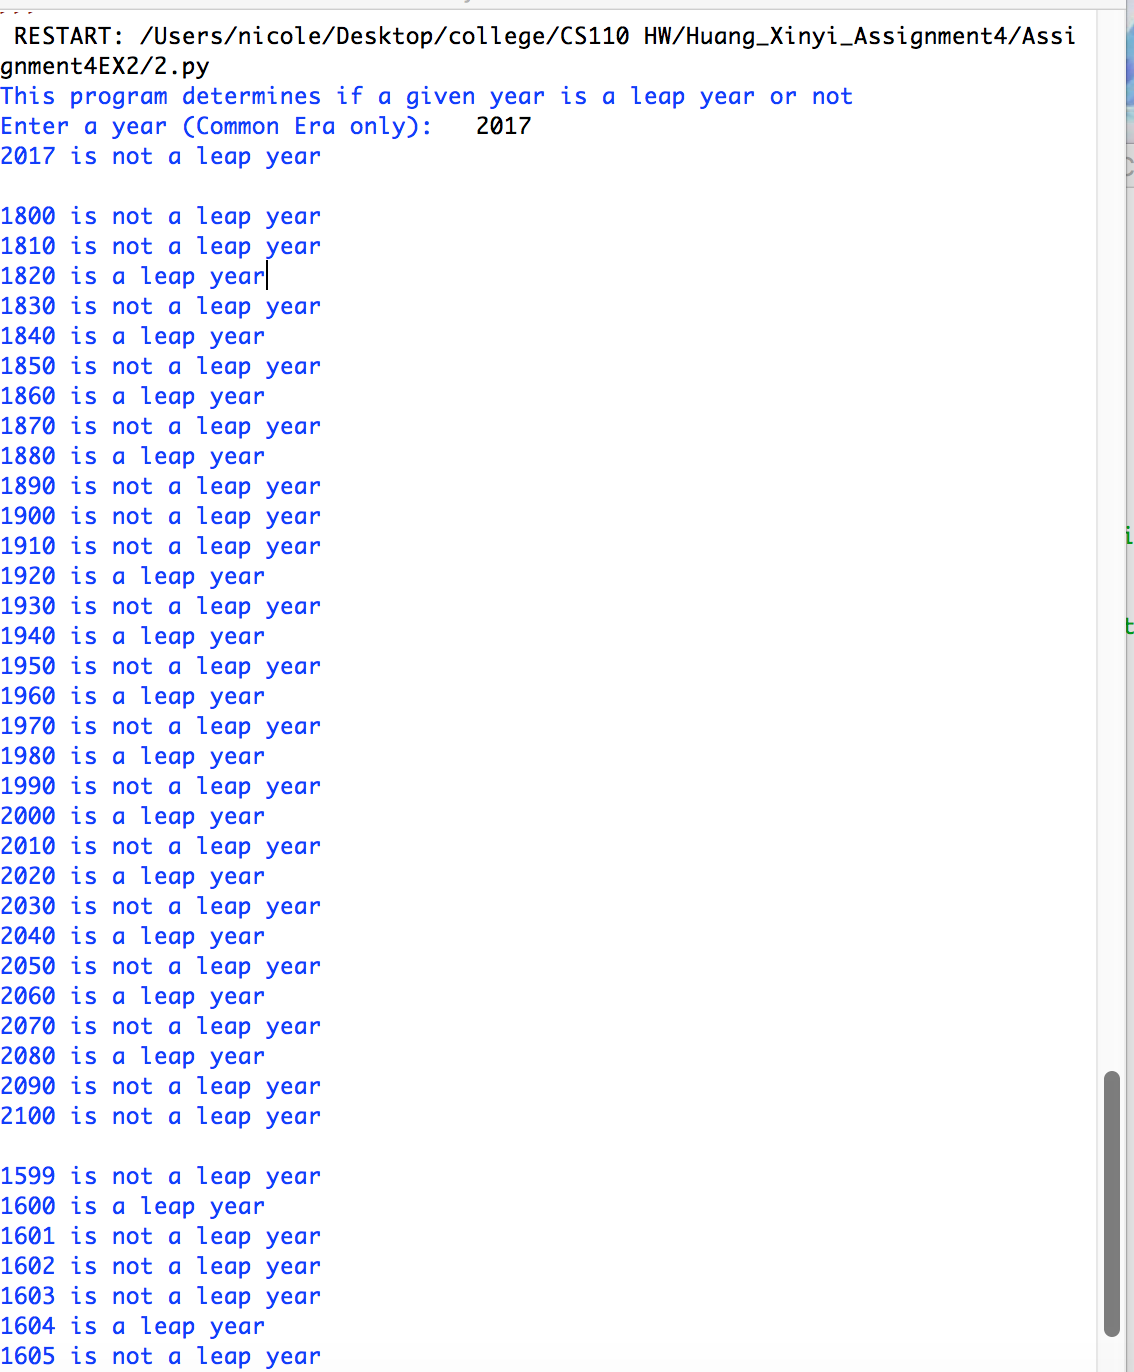 RESTART: /Users/nicole/Desktop/college/CS110 HW/Huang_Xinyi_Assignment4/Assi
gnment4EX2/2.py
This program determines if a given year is a leap year or not
Enter a year (Common Era only):   2017
2017 is not a leap year
1800 is not a leap year
1810 is not a leap year
1820 is a leap year
1830 is not a leap year
1840 is a leap year
1850 is not a leap year
1860 is a leap year
1870 is not a leap year
1880 is a leap year
1890 is not a leap year
1900 is not a leap year
1910 is not a leap year
1920 is a leap year
1930 is not a leap year
1940 is a leap year
1950 is not a leap year
1960 is a leap year
1970 is not a leap year
1980 is a leap year
1990 is not a leap year
2000 is a leap year
2010 is not a leap year
2020 is a leap year
2030 is not a leap year
2040 is a leap year
2050 is not a leap year
2060 is a leap year
2070 is not a leap year
2080 is a leap year
2090 is not a leap year
2100 is not a leap year
1599 is not a leap year
1600 is a leap year
1601 is not a leap year
1602 is not a leap year
1603 is not a leap year
1604 is a leap year
1605 is not a leap year